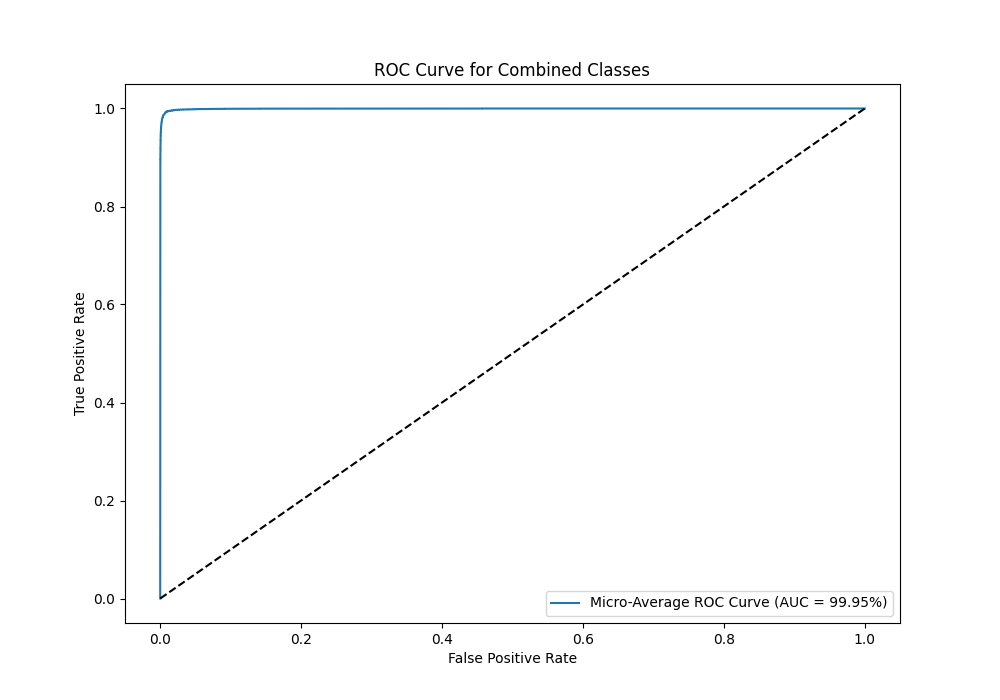 ROC Curve for Combined Classes
True Positive Rate
1.0
0.8
0.6
0.4
0.2
0.0
Micro-Average ROC Curve (AUC = 99.95%)
0.0 0.2 0.4 0.6 0.8 1.0
False Positive Rate